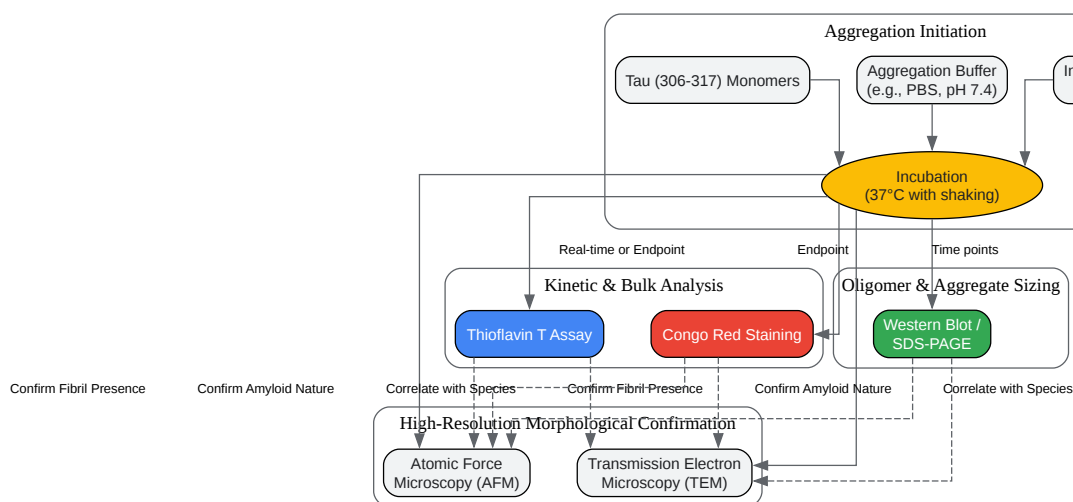 Aggregation Initiation
Tau (306-317) Monomers
Aggregation Buffer
(e.g., PBS, pH 7.4)
Incubation
(37°C with shaking)
Real-time or Endpoint
Endpoint
Time points
Kinetic & Bulk Analysis
Oligomer & Aggregate Sizing
Thioflavin T Assay
Congo Red Staining
Western Blot /
SDS-PAGE
Confirm Fibril Presence
Confirm Amyloid Nature
Correlate with Species
Confirm Fibril Presence
Confirm Amyloid Nature
Correlate with Species
High-Resolution Morphological Confirmation
Atomic Force
Microscopy (AFM)
Transmission Electron
Microscopy (TEM)